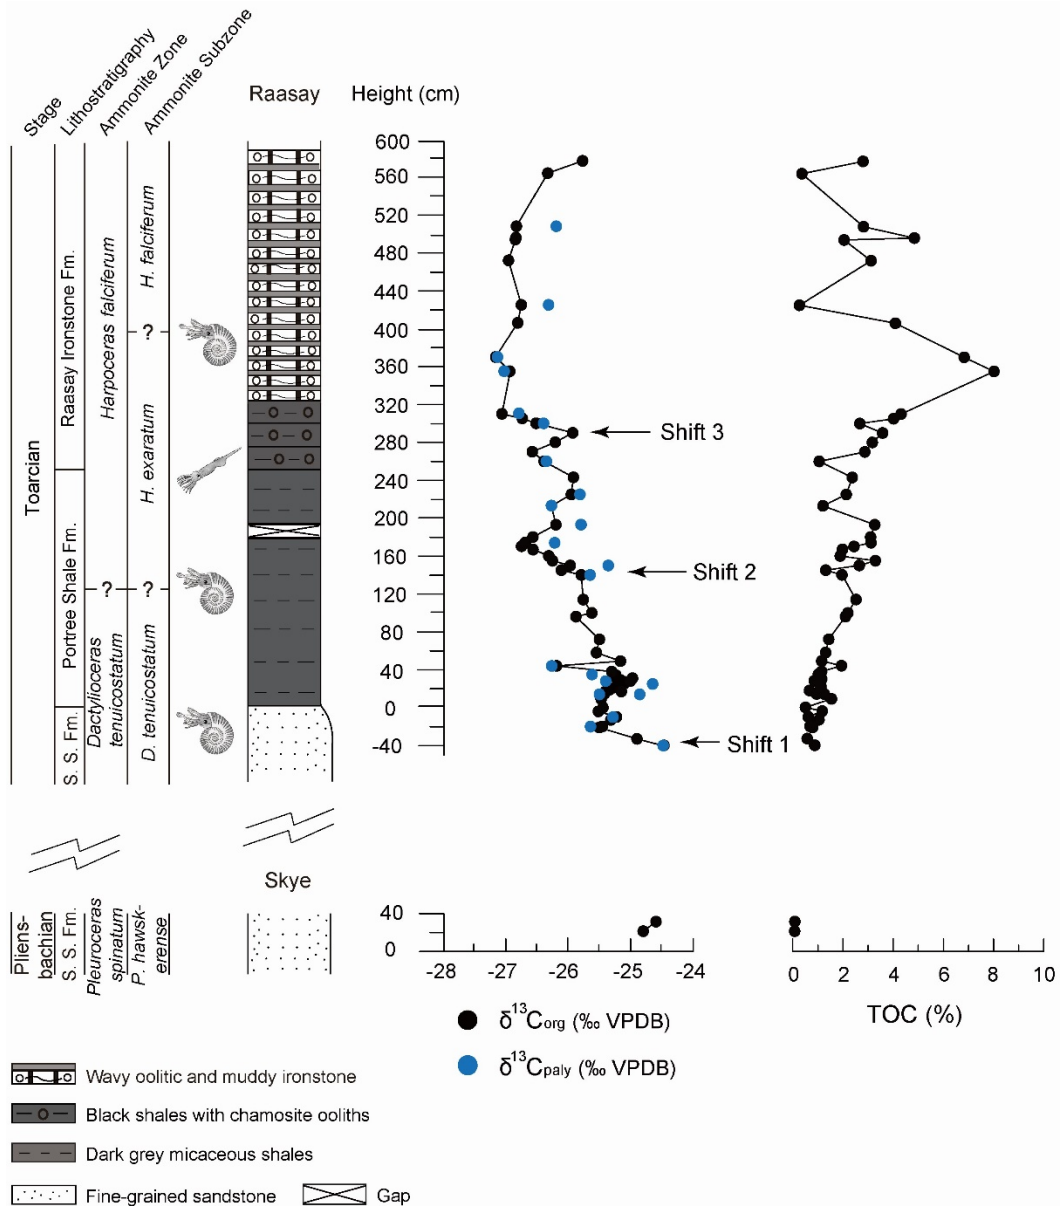 Stage
Lithostratigraphy
Ammonite Zone
Ammonite Subzone
Raasay
Height (cm)
600
560
520
480
440
400
360
320
280
240
200
160
120
80
40
0
-40
Toarcian
Raasay Ironstone Fm.
Portree Shale Fm.
S. S. Fm.
Harpoceras falciferum
?
Dactylioceras
tenuicostatum
H. falciferum
?
H. exaratum
?
D. tenuicostatum
Shift 3
Shift 2
Shift 1
Skye
Pliens-
bachian
S. S. Fm.
Pleuroceras
spinatum
P. hawsk-
erense
40
0
-28 -27 -26 -25 -24
0 2 4 6 8 10
TOC (%)
δ13Corg (‰ VPDB)
δ13Cpaly (‰ VPDB)
Wavy oolitic and muddy ironstone
Black shales with chamosite ooliths
Dark grey micaceous shales
Fine-grained sandstone
Gap